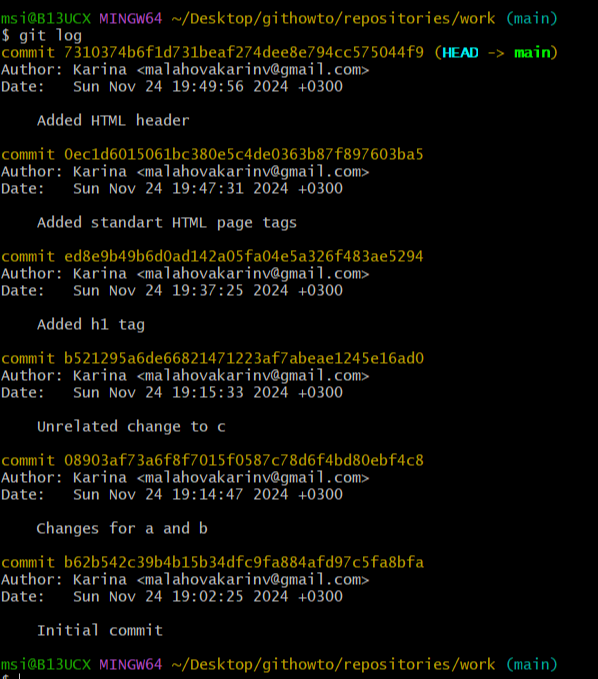 msi@B13UCX MINGW64 ~/Desktop/githowto/repositories/work (main)
$ git log
commit 7310374b6f1d731beaf274dee8e794cc575044f9 (HEAD -> main)
Author: Karina <malahovakarinv@gmail.com>
Date:   Sun Nov 24 19:49:56 2024 +0300

    Added HTML header

commit 0ec1d6015061bc380e5c4de0363b87f897603ba5
Author: Karina <malahovakarinv@gmail.com>
Date:   Sun Nov 24 19:47:31 2024 +0300

    Added standart HTML page tags

commit ed8e9b49b6d0ad142a05fa04e5a326f483ae5294
Author: Karina <malahovakarinv@gmail.com>
Date:   Sun Nov 24 19:37:25 2024 +0300

    Added h1 tag

commit b521295a6de66821471223af7abeae1245e16ad0
Author: Karina <malahovakarinv@gmail.com>
Date:   Sun Nov 24 19:15:33 2024 +0300

    Unrelated change to c

commit 08903af73a6f8f7015f0587c78d6f4bd80ebf4c8
Author: Karina <malahovakarinv@gmail.com>
Date:   Sun Nov 24 19:14:47 2024 +0300

    Changes for a and b

commit b62b542c39b4b15b34dfc9fa884afd97c5fa8bfa
Author: Karina <malahovakarinv@gmail.com>
Date:   Sun Nov 24 19:02:25 2024 +0300

    Initial commit

msi@B13UCX MINGW64 ~/Desktop/githowto/repositories/work (main)
$